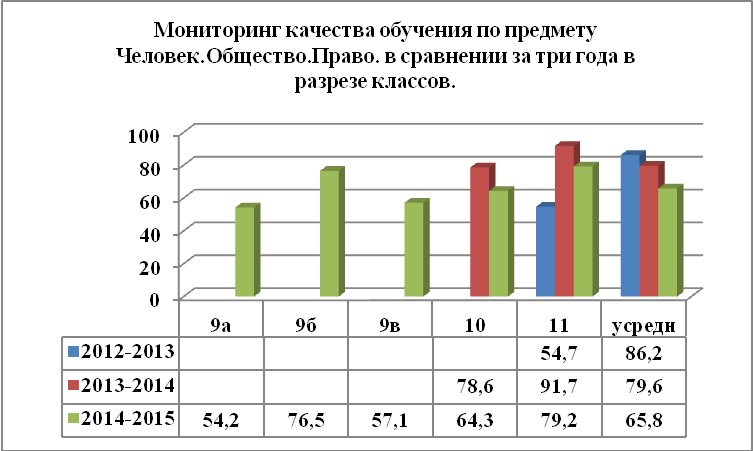 Мониторинг качества обучения по предмету
Человек.Общество.Право. в сравнении за три года в
разрезе классов.
100
80
60
40
20
0
9а 9б 9в 10 11 усредн
2012-2013 54,7 86,2
2013-2014 78,6 91,7 79,6
2014-2015 54,2 76,5 57,1 64,3 79,2 65,8